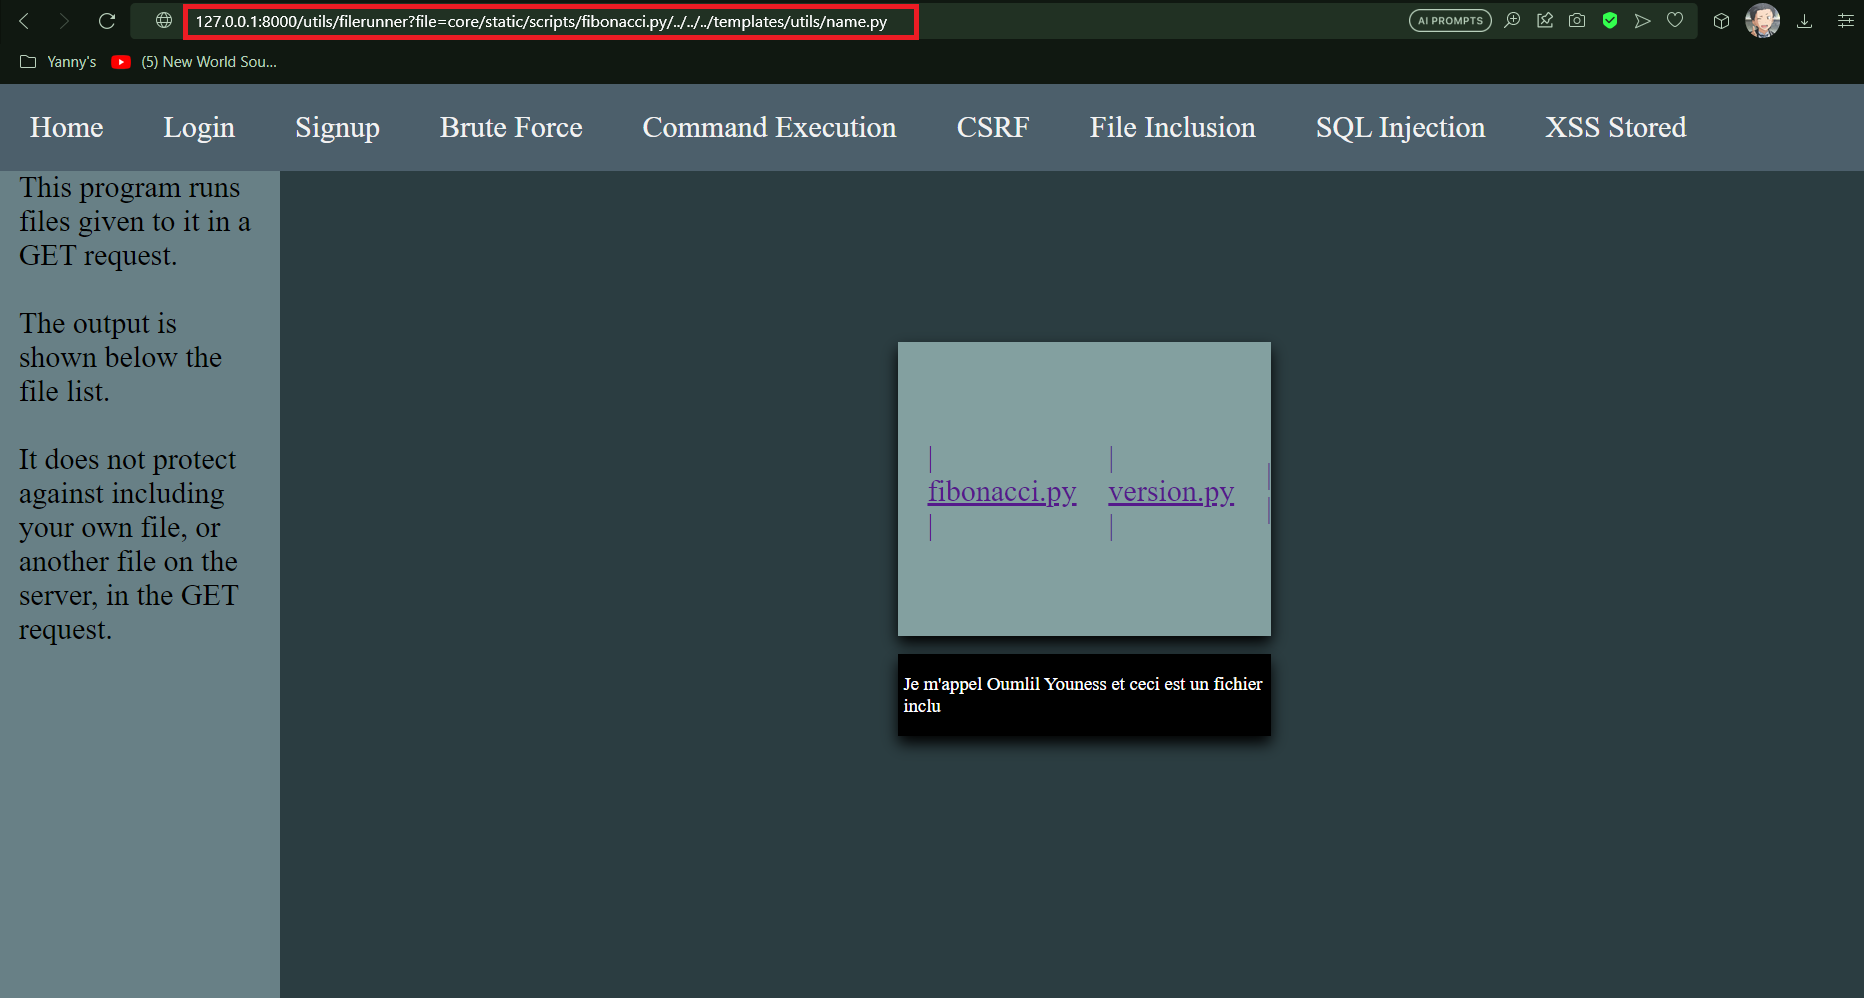 127.0.0.1:8000/utils/filerunner?file=core/static/scripts/fibonacci.py/../../../templates/utils/name.py
AI PROMPTS
Yanny's
(5) New World Sou...
Home
Login
Signup
Brute Force
Command Execution
CSRF
File Inclusion
SQL Injection
XSS Stored
This program runs
files given to it in a
GET request.
The output is
shown below the
file list.
It does not protect
against including
your own file, or
another file on the
server, in the GET
request.
|
fibonacci.py
|
|
version.py
|
|
|
Je m'appel Oumlil Youness et ceci est un fichier
inclu